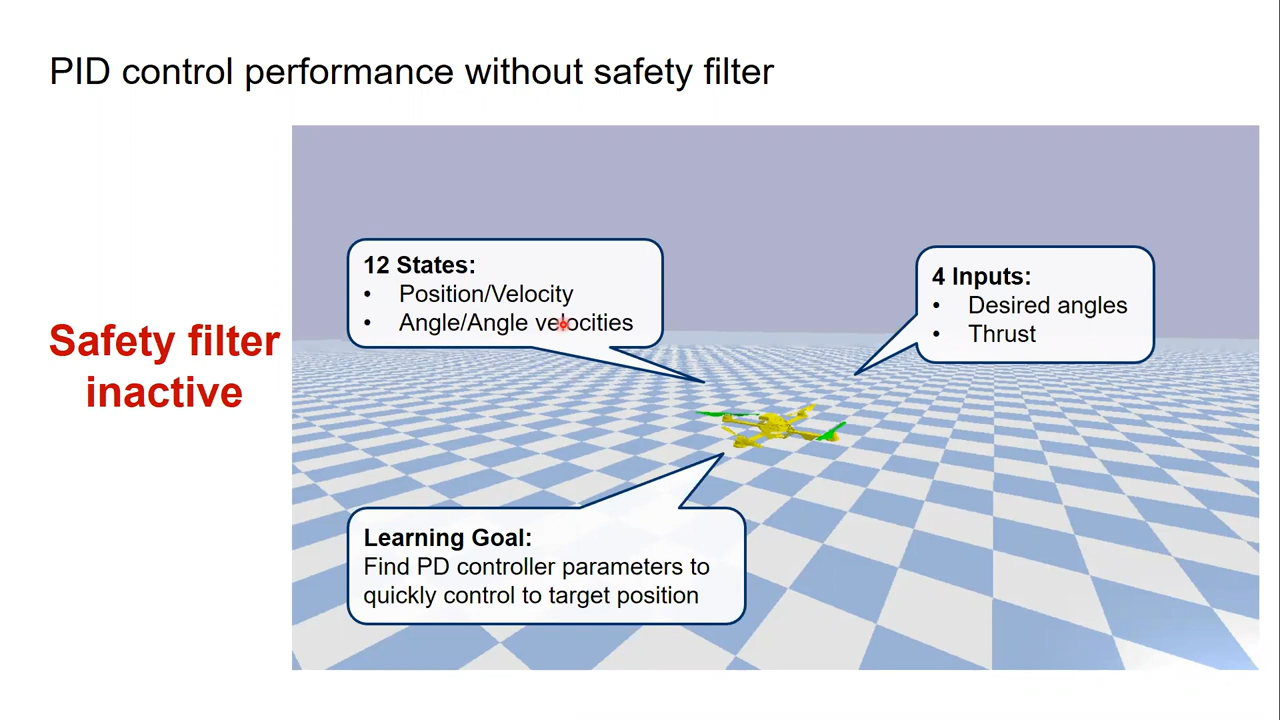 PID control performance without safety filter
12 States:
• Position/Velocity
• Angle/Angle velocities
4 Inputs:
• Desired angles
• Thrust
Safety filter
inactive
Learning Goal:
Find PD controller parameters to
quickly control to target position